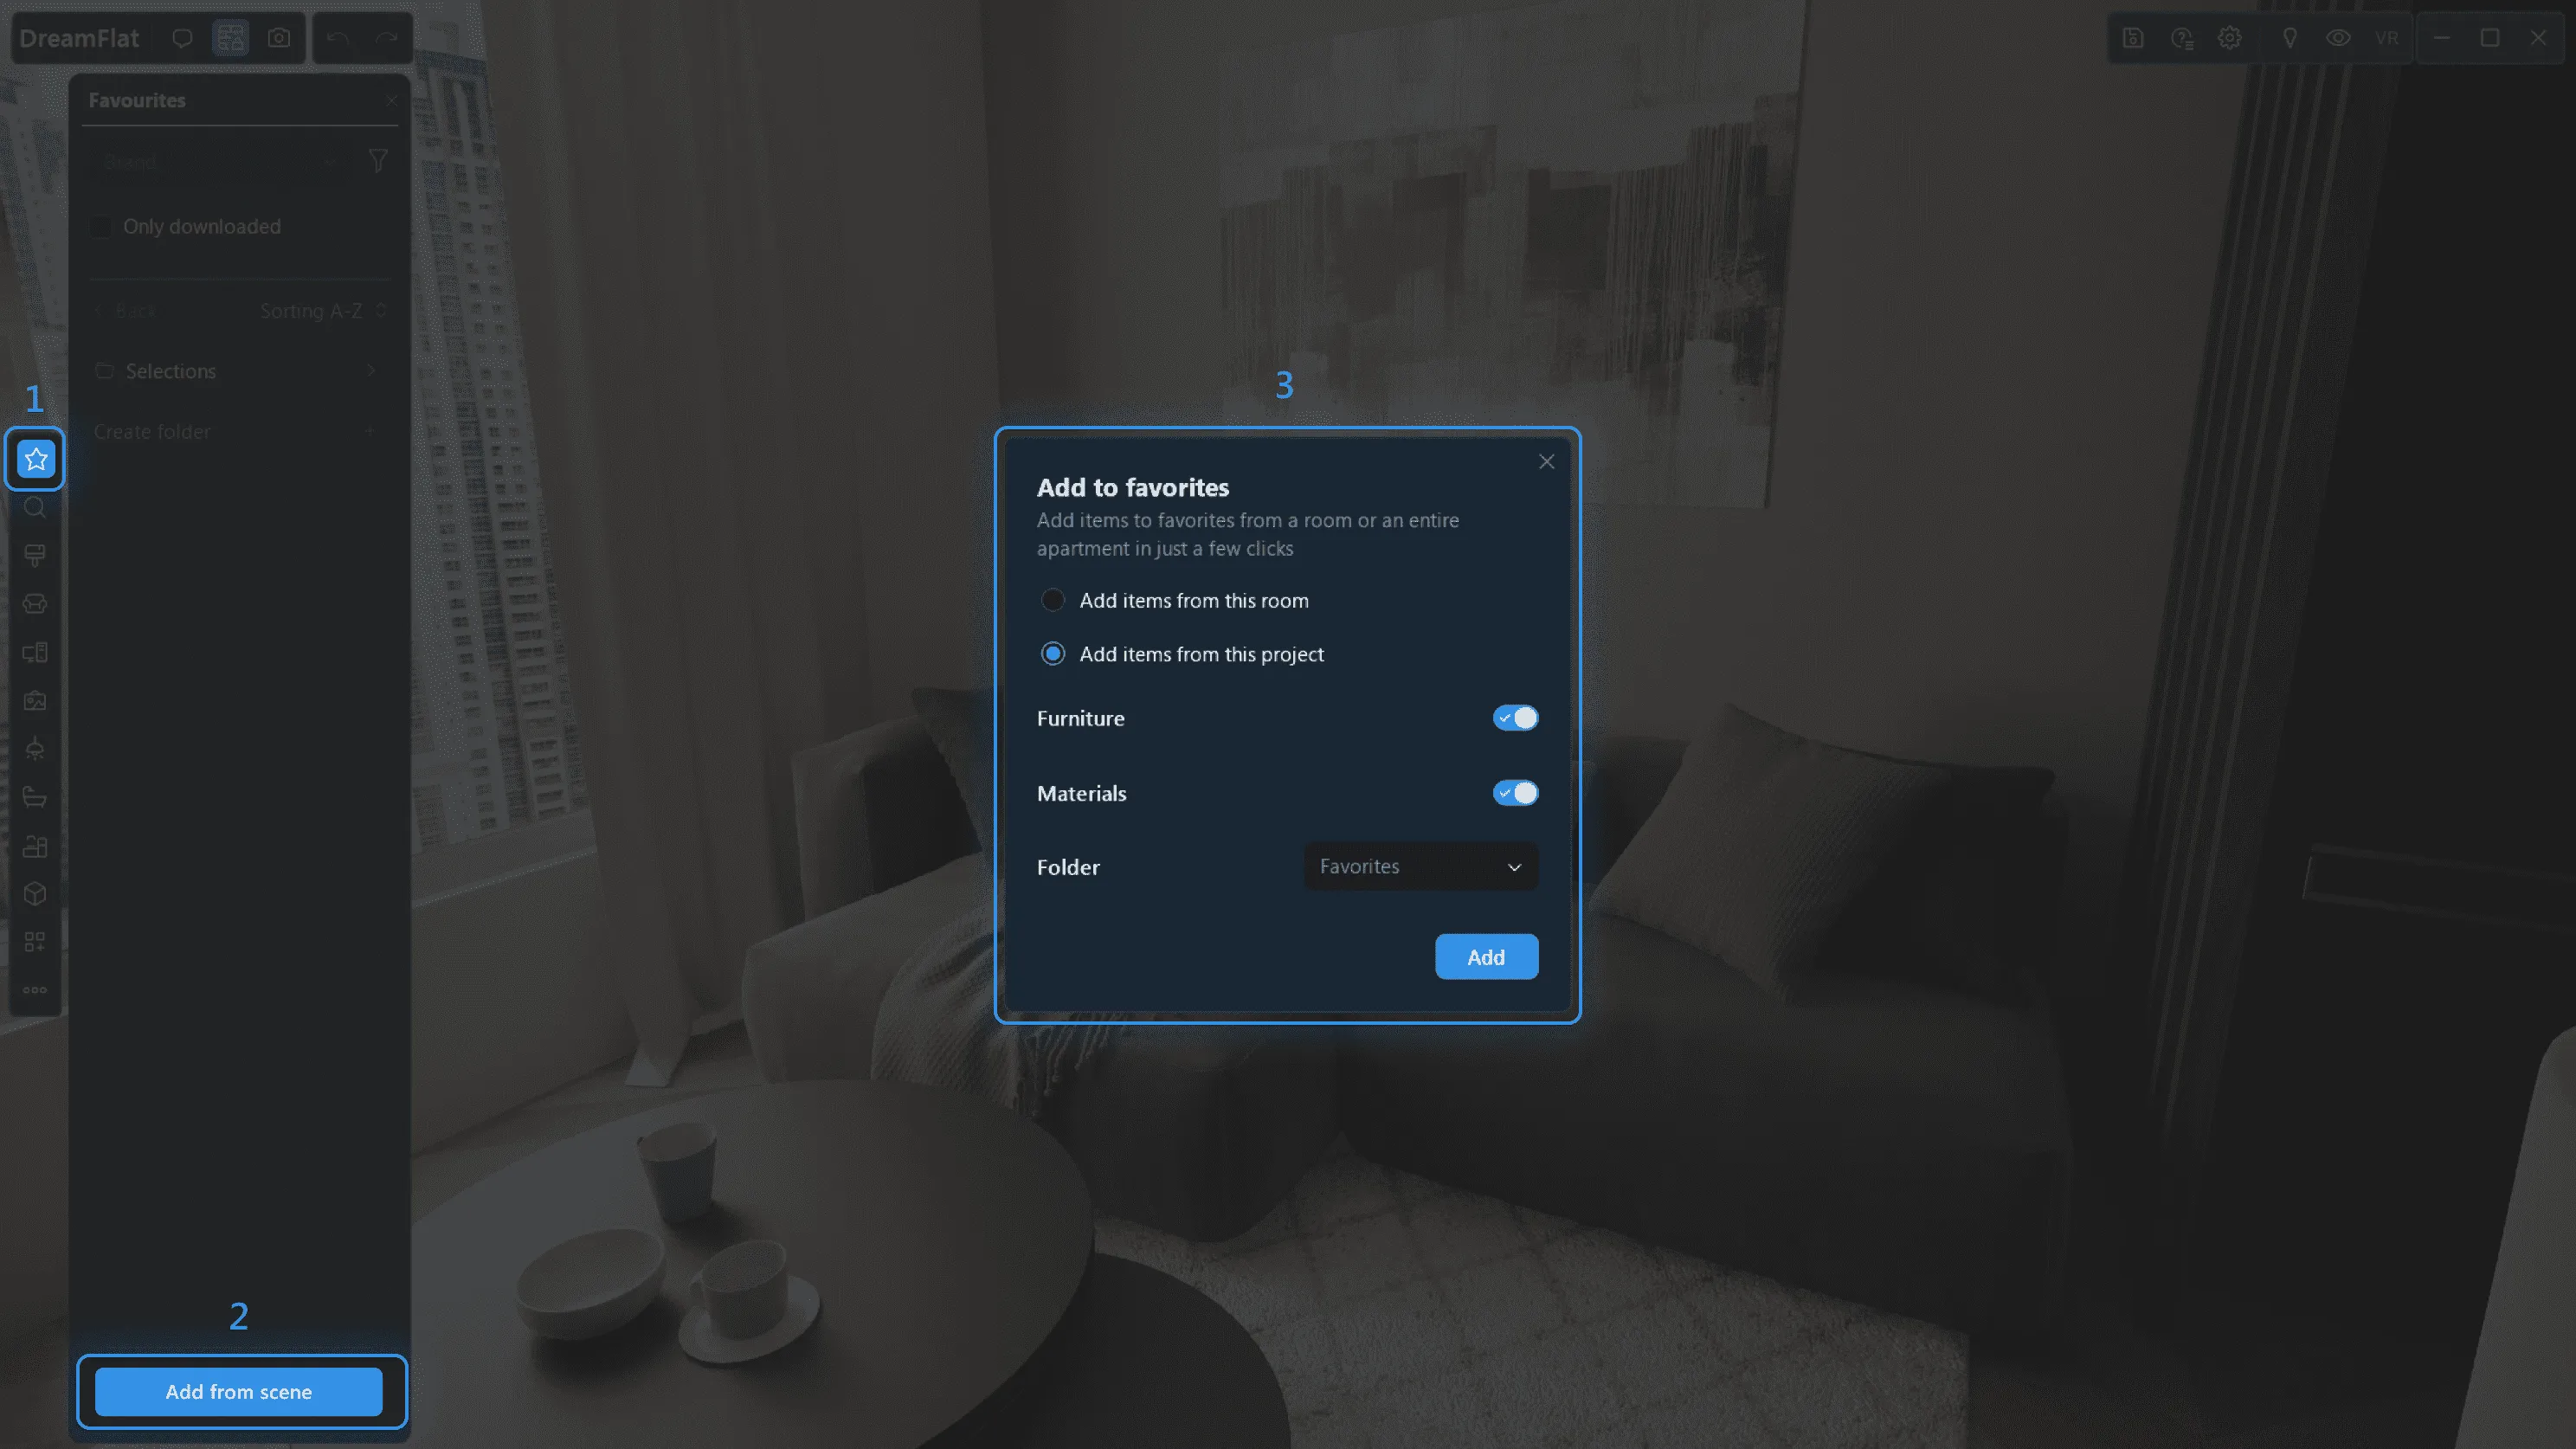 DreamFlat
VR
Favourites
Brand
Only downloaded
Back
Sorting A-Z
Selections
1
Create folder
2
Add from scene
3
Add to favorites
Add items to favorites from a room or an entire
apartment in just a few clicks
Add items from this room
Add items from this project
Furniture
Materials
Folder
Favorites
Add